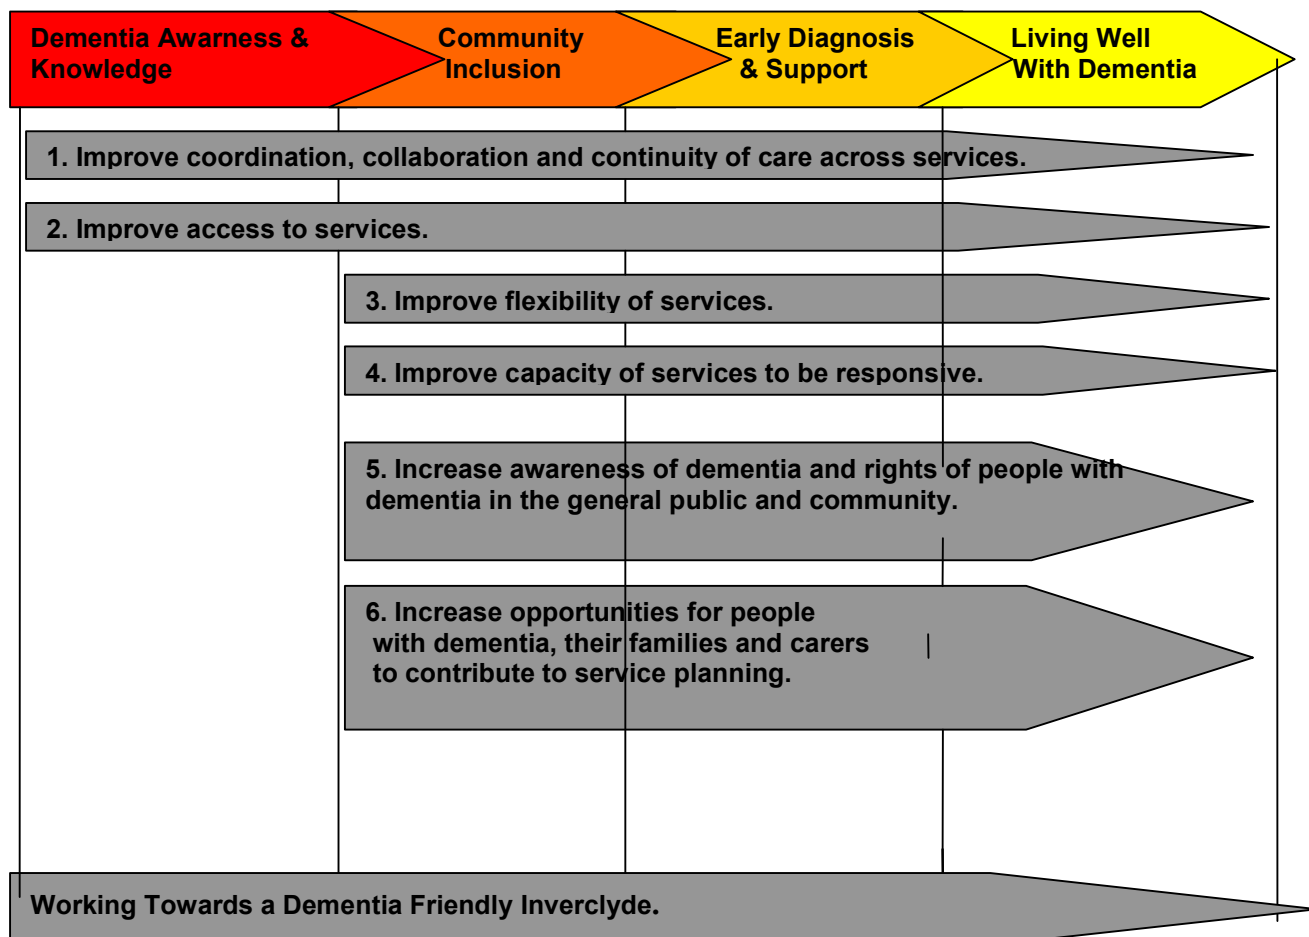 Dementia Awarness &
Knowledge
Community
Inclusion
Early Diagnosis
& Support
Living Well
With Dementia
1. Improve coordination, collaboration and continuity of care across services.
2. Improve access to services.
3. Improve flexibility of services.
4. Improve capacity of services to be responsive.
5. Increase awareness of dementia and rights of people with
dementia in the general public and community.
6. Increase opportunities for people
with dementia, their families and carers
to contribute to service planning.
Working Towards a Dementia Friendly Inverclyde.